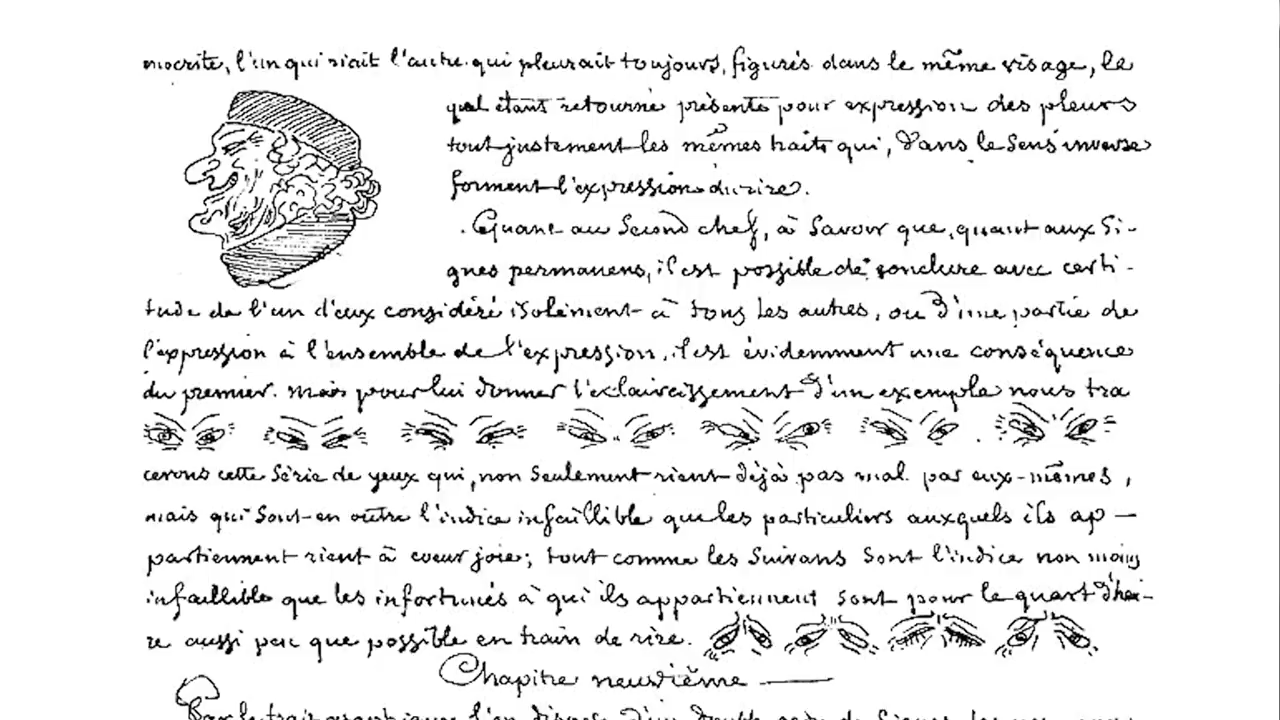 mocrite, l'un qui riait l'autre qui pleurait toujours, figurés dans le même visage, le
quel étant retourné présente pour expression des pleurs
tout justement les mêmes traits qui, dans le sens inverse
forment l'expression du rire.
Quant au second chef, à savoir que, quant aux si-
gnes permanens, il est possible de conclure avec certi-
tude de l'un d'eux considéré isolément à tous les autres, ou d'une partie de
l'expression à l'ensemble de l'expression, il est évidemment une conséquence
du premier. Mais pour lui donner l'éclaircissement d'un exemple nous tra
cerons cette série de yeux qui, non seulement rient déjà pas mal par eux-mêmes,
mais qui sont en outre l'indice infaillible que les particuliers auxquels ils ap-
partiennent rient à coeur joie; tout comme les suivans sont l'indice non moins
infaillible que les infortunés à qui ils appartiennent sont pour le quart d'heu-
re aussi peu que possible en train de rire.
Chapitre neuvième